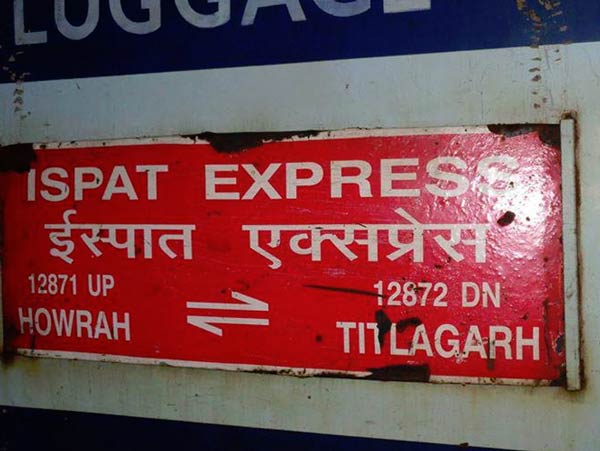 LUGGAGE
ISPAT EXPRESS
ईस्पात एक्सप्रेस
12871 UP
12872 DN
HOWRAH
TITLAGARH